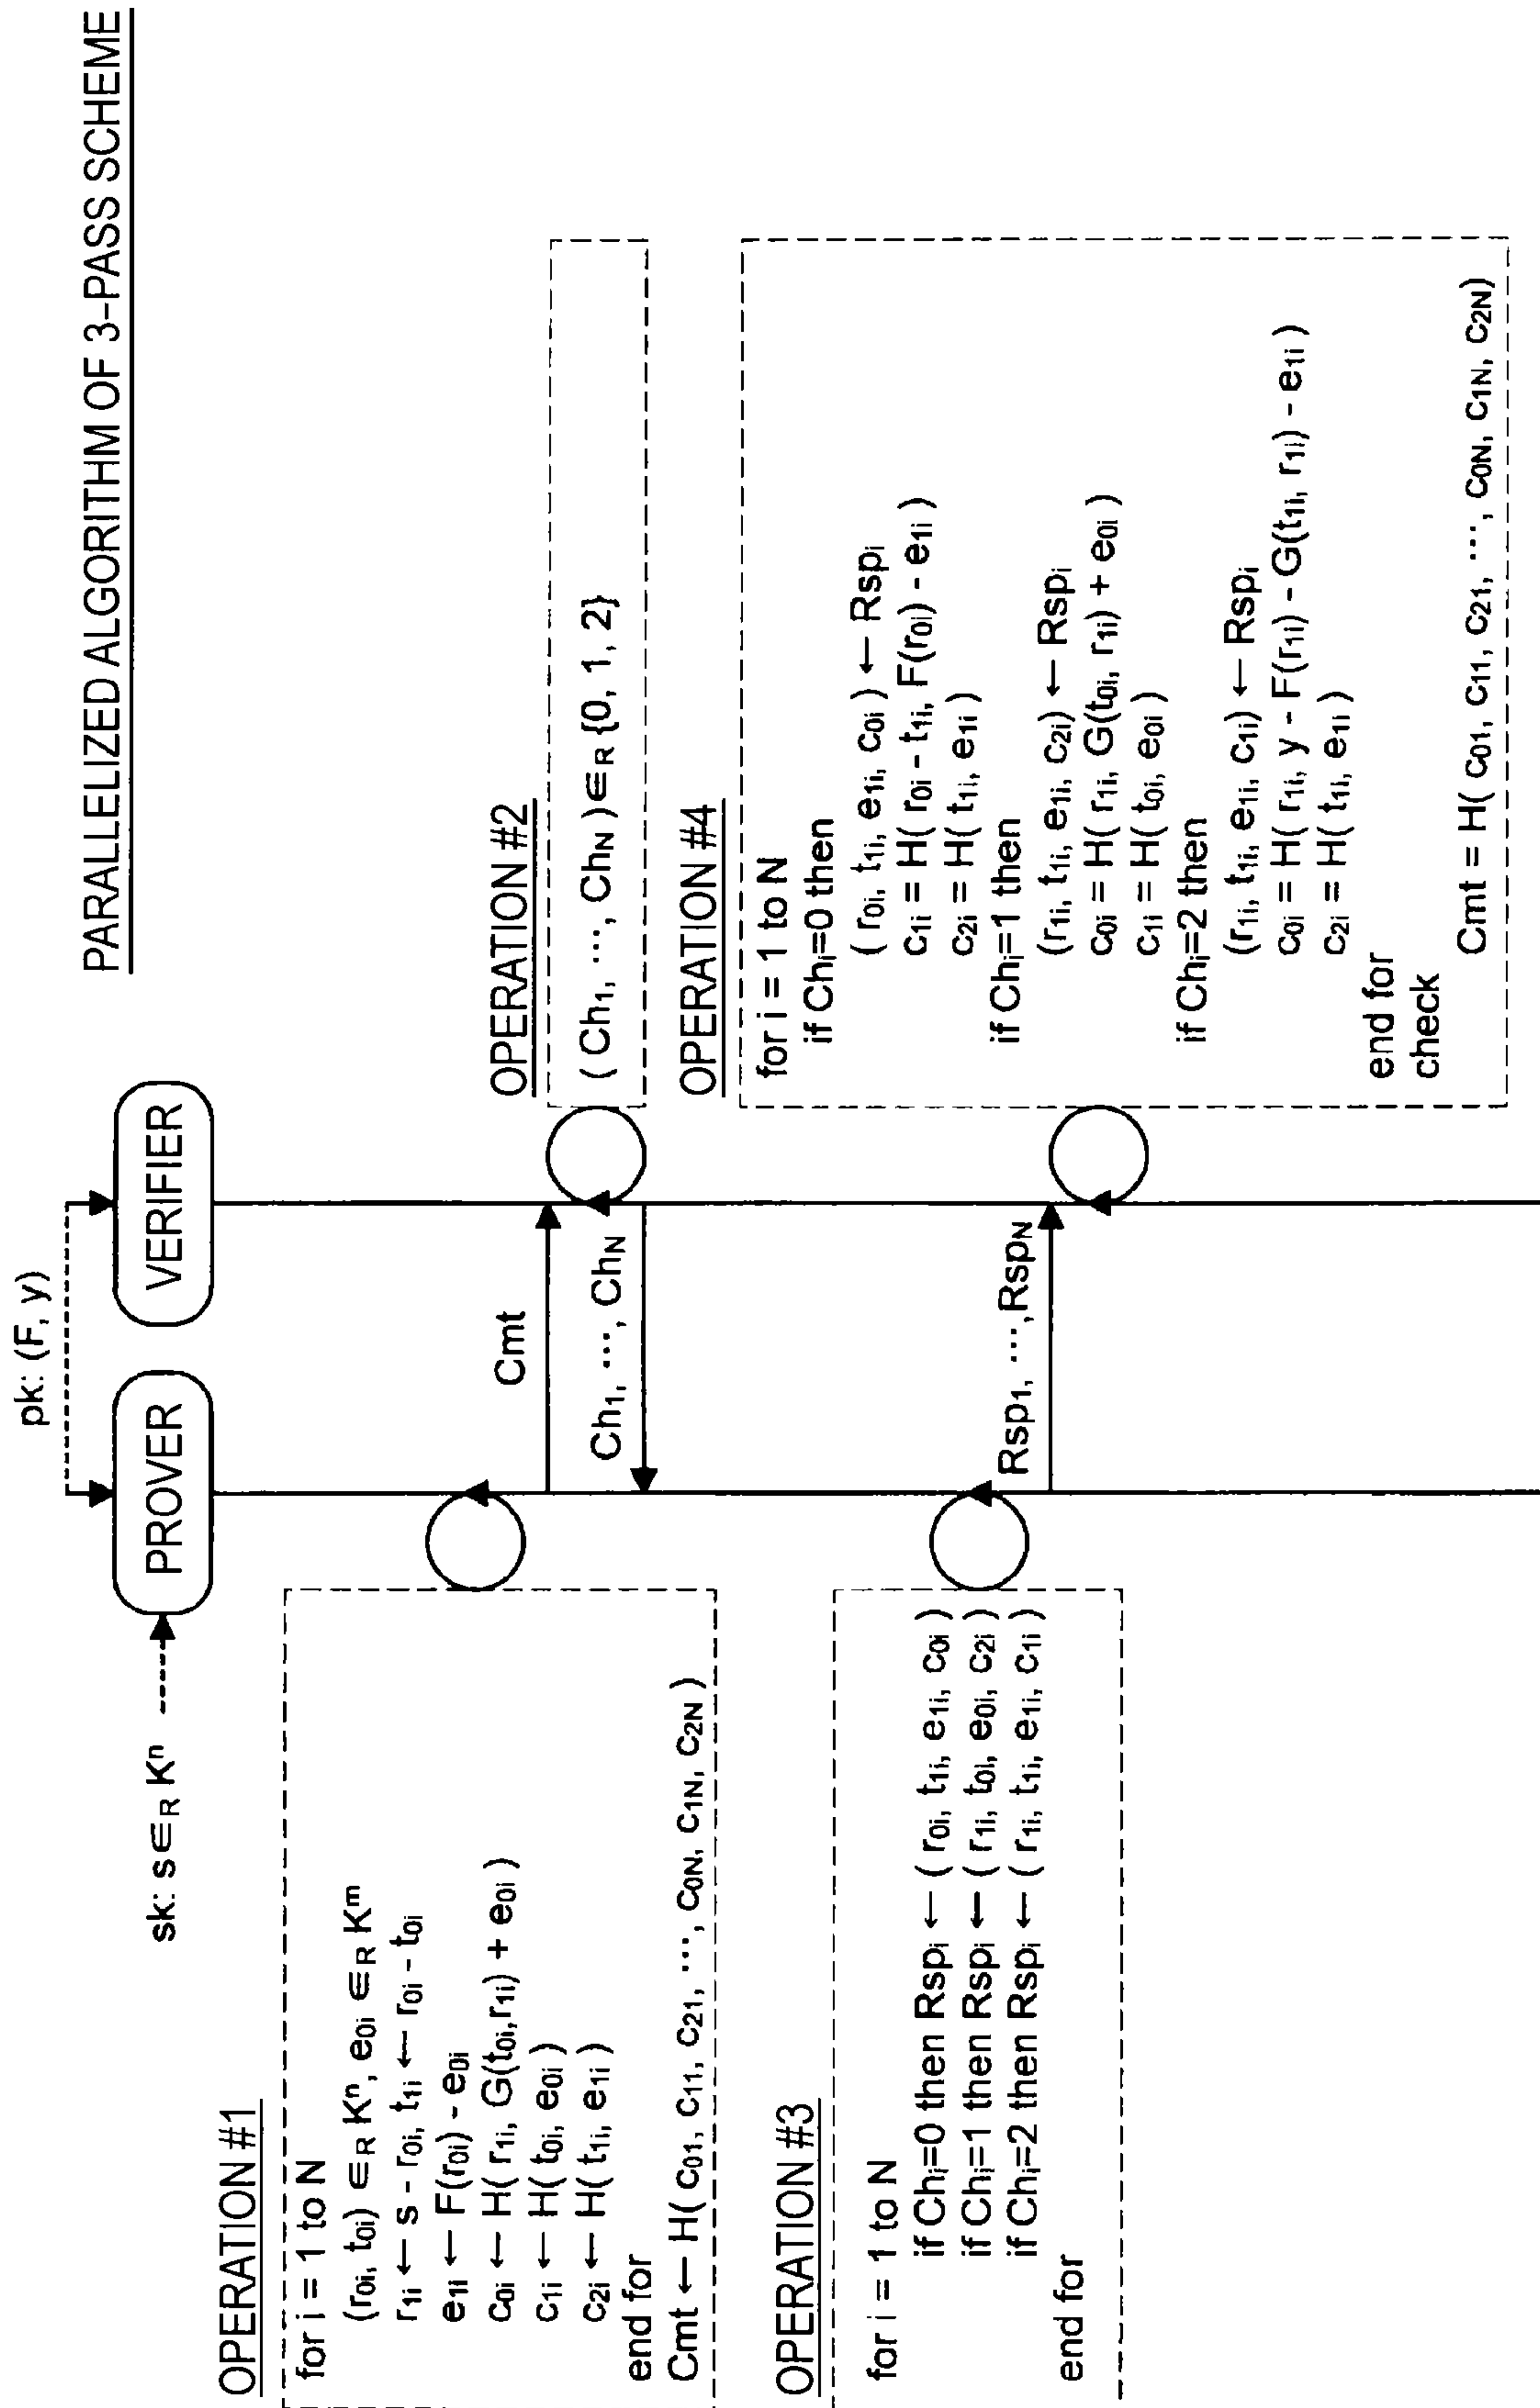 PARALLELIZED ALGORITHM OF 3-PASS SCHEME
pk: (F, y)
sk: s ∈R Kⁿ
PROVER
VERIFIER
OPERATION #1
for i = 1 to N
(r0i, t0i) ∈R Kⁿ, e0i ∈R Kᵐ
r1i ← s - r0i, t1i ← r0i - t0i
e1i ← F(r0i) - e0i
c0i ← H( r1i, G(t0i,r1i) + e0i )
c1i ← H( t0i, e0i )
c2i ← H( t1i, e1i )
end for
Cmt ← H( c01, c11, c21, ⋯, c0N, c1N, c2N )
Cmt
OPERATION #2
( Ch1, ⋯, ChN ) ∈R {0, 1, 2}
Ch1, ⋯, ChN
OPERATION #3
for i = 1 to N
if Chi=0 then Rspi ← ( r0i, t1i, e1i, c0i )
if Chi=1 then Rspi ← ( r1i, t0i, e0i, c2i )
if Chi=2 then Rspi ← ( r1i, t1i, e1i, c1i )
end for
Rsp1, ⋯,RspN
OPERATION #4
for i = 1 to N
if Chi=0 then
( r0i, t1i, e1i, c0i) ← Rspi
c1i = H( r0i - t1i, F(r0i) - e1i )
c2i = H( t1i, e1i )
if Chi=1 then
(r1i, t1i, e1i, c2i) ← Rspi
c0i = H( r1i, G(t0i, r1i) + e0i )
c1i = H( t0i, e0i )
if Chi=2 then
(r1i, t1i, e1i, c1i) ← Rspi
c0i = H( r1i, y - F(r1i) - G(t1i, r1i) - e1i )
c2i = H( t1i, e1i )
end for
check
Cmt = H( c01, c11, c21, ⋯, c0N, c1N, c2N)